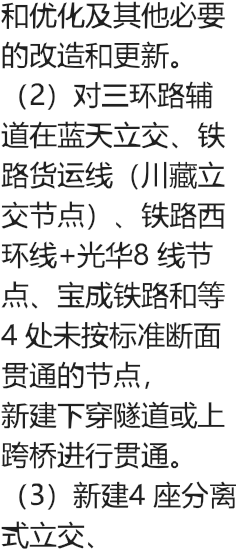 和优化及其他必要
的改造和更新。
（2）对三环路辅
道在蓝天立交、铁
路货运线（川藏立
交节点）、铁路西
环线+光华8 线节
点、宝成铁路和等
4 处未按标准断面
贯通的节点，
新建下穿隧道或上
跨桥进行贯通。
（3）新建4 座分离
式立交、